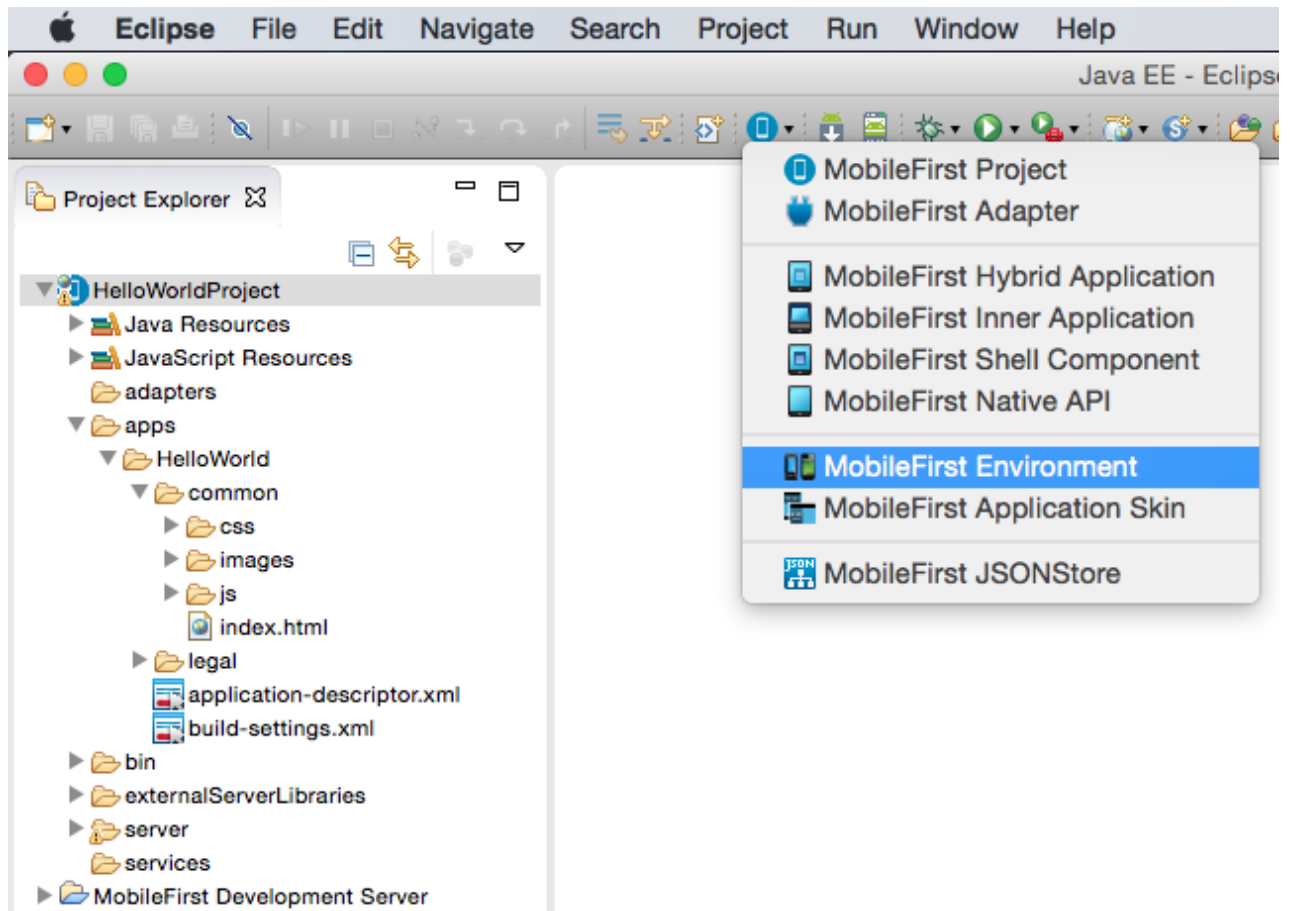 Eclipse File Edit Navigate Search Project Run Window Help
Java EE - Eclipse
Project Explorer
HelloWorldProject
Java Resources
JavaScript Resources
adapters
apps
HelloWorld
common
css
images
js
index.html
legal
application-descriptor.xml
build-settings.xml
bin
externalServerLibraries
server
services
MobileFirst Development Server
MobileFirst Project
MobileFirst Adapter
MobileFirst Hybrid Application
MobileFirst Inner Application
MobileFirst Shell Component
MobileFirst Native API
MobileFirst Environment
MobileFirst Application Skin
JSON
MobileFirst JSONStore